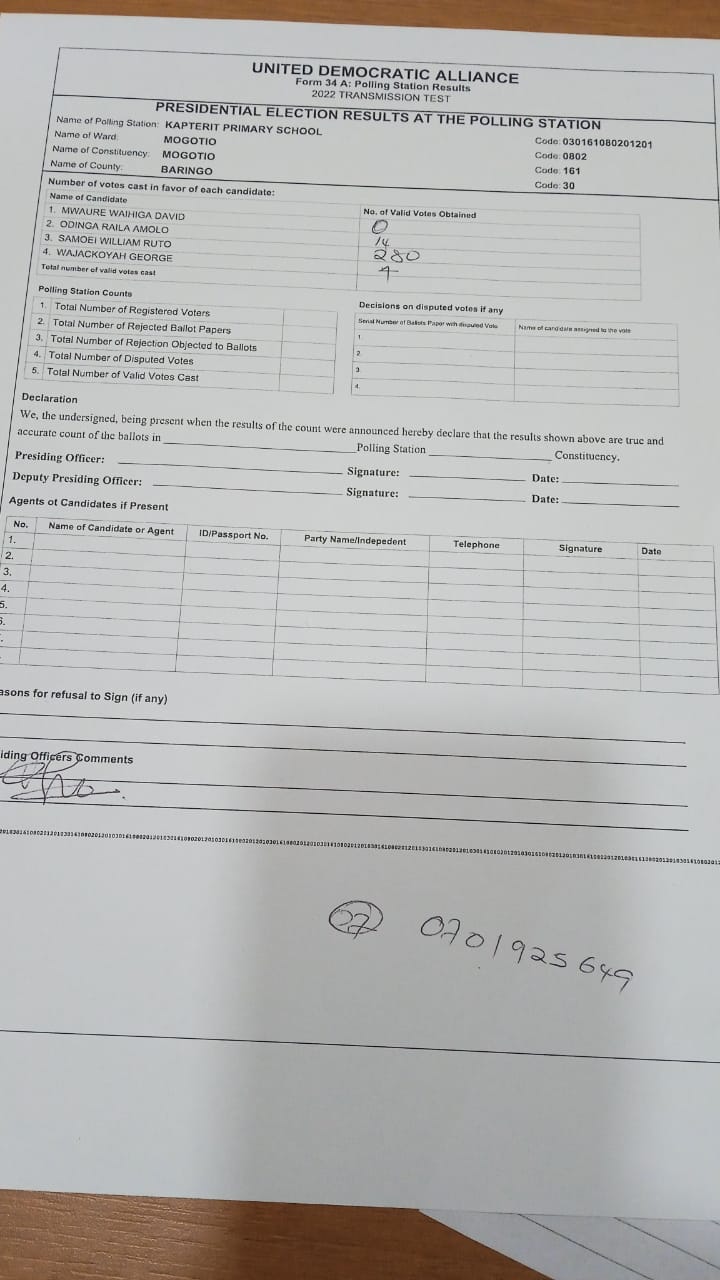 UNITED DEMOCRATIC ALLIANCE
Form 34 A: Polling Station Results
2022 TRANSMISSION TEST
PRESIDENTIAL ELECTION RESULTS AT THE POLLING STATION
Name of Polling Station: KAPTERIT PRIMARY SCHOOL Code: 030161080201201
Name of Ward: MOGOTIO Code: 0802
Name of Constituency: MOGOTIO Code: 161
Name of County: BARINGO Code: 30
Number of votes cast in favor of each candidate:
Name of Candidate No. of Valid Votes Obtained
1. MWAURE WAIHIGA DAVID 0
2. ODINGA RAILA AMOLO 14
3. SAMOEI WILLIAM RUTO 280
4. WAJACKOYAH GEORGE
Total number of valid votes cast
Polling Station Counts
1. Total Number of Registered Voters
2. Total Number of Rejected Ballot Papers
3. Total Number of Rejection Objected to Ballots
4. Total Number of Disputed Votes
5. Total Number of Valid Votes Cast
Decisions on disputed votes if any
Serial Number of Ballots Paper with disputed Vote Name of candidate assigned to the vote
1.
2.
3.
4.
Declaration
We, the undersigned, being present when the results of the count were announced hereby declare that the results shown above are true and
accurate count of the ballots in Polling Station Constituency.
Presiding Officer: Signature: Date:
Deputy Presiding Officer: Signature: Date:
Agents ot Candidates if Present
No. Name of Candidate or Agent ID/Passport No. Party Name/Indepedent Telephone Signature Date
1.
2.
3.
4.
5.
asons for refusal to Sign (if any)
iding Officers Comments
07 0701925649